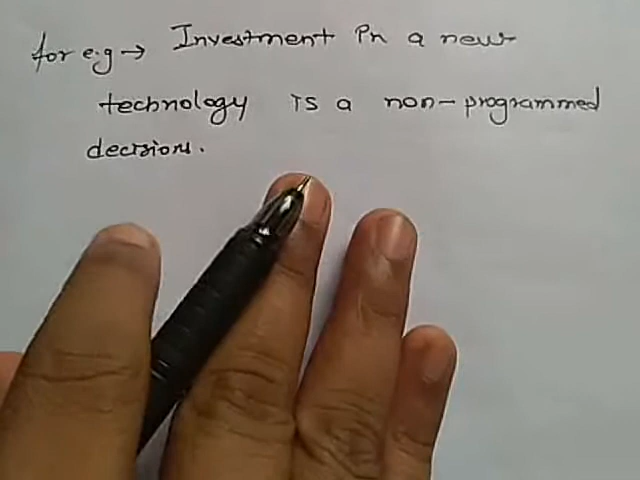 for e.g → Investment in a new
technology is a non-programmed
decisions.